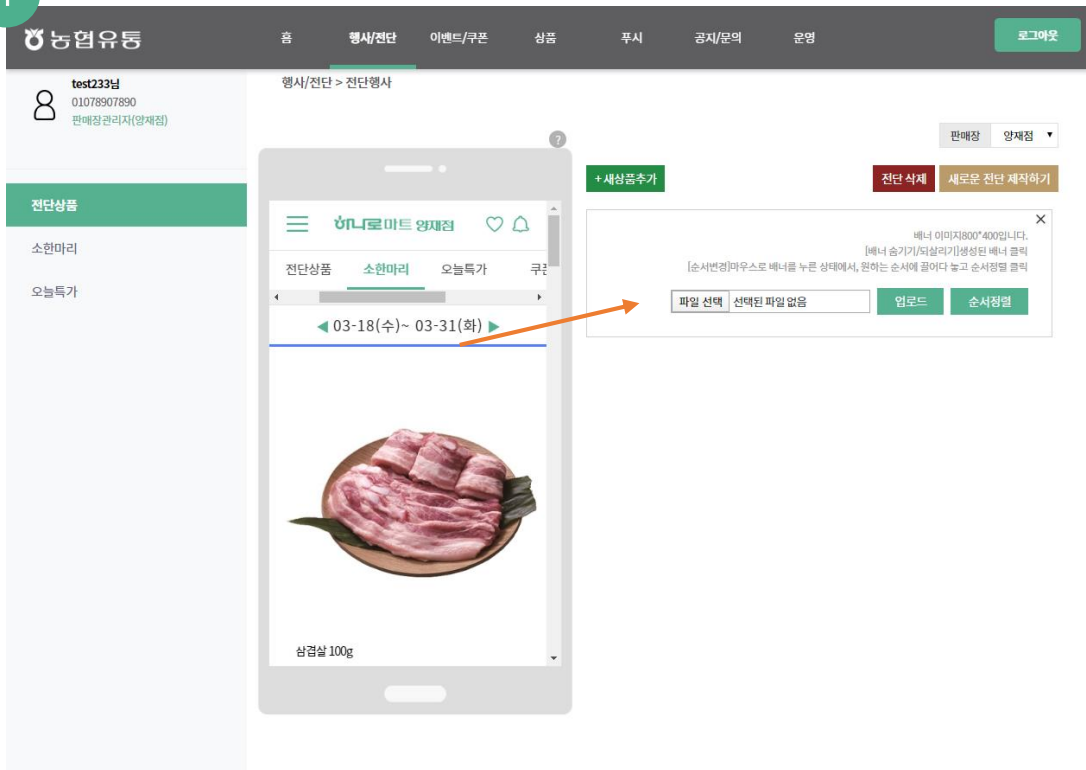 농협유통
홈 행사/전단 이벤트/쿠폰 상품 푸시 공지/문의 운영 로그아웃
test233님
01078907890
판매장관리자(양재점)
행사/전단 > 전단행사
?
판매장 양재점 ▼
+ 새상품추가 전단 삭제 새로운 전단 제작하기
전단상품
소한마리
오늘특가
하나로마트 양재점
전단상품 소한마리 오늘특가 쿠폰
◀ 03-18(수)~ 03-31(화) ▶
×
배너 이미지800*400입니다.
[배너 숨기기/되살리기]생성된 배너 클릭
[순서변경]마우스로 배너를 누른 상태에서, 원하는 순서에 끌어다 놓고 순서정렬 클릭
파일 선택 선택된 파일 없음 업로드 순서정렬
삼겹살 100g